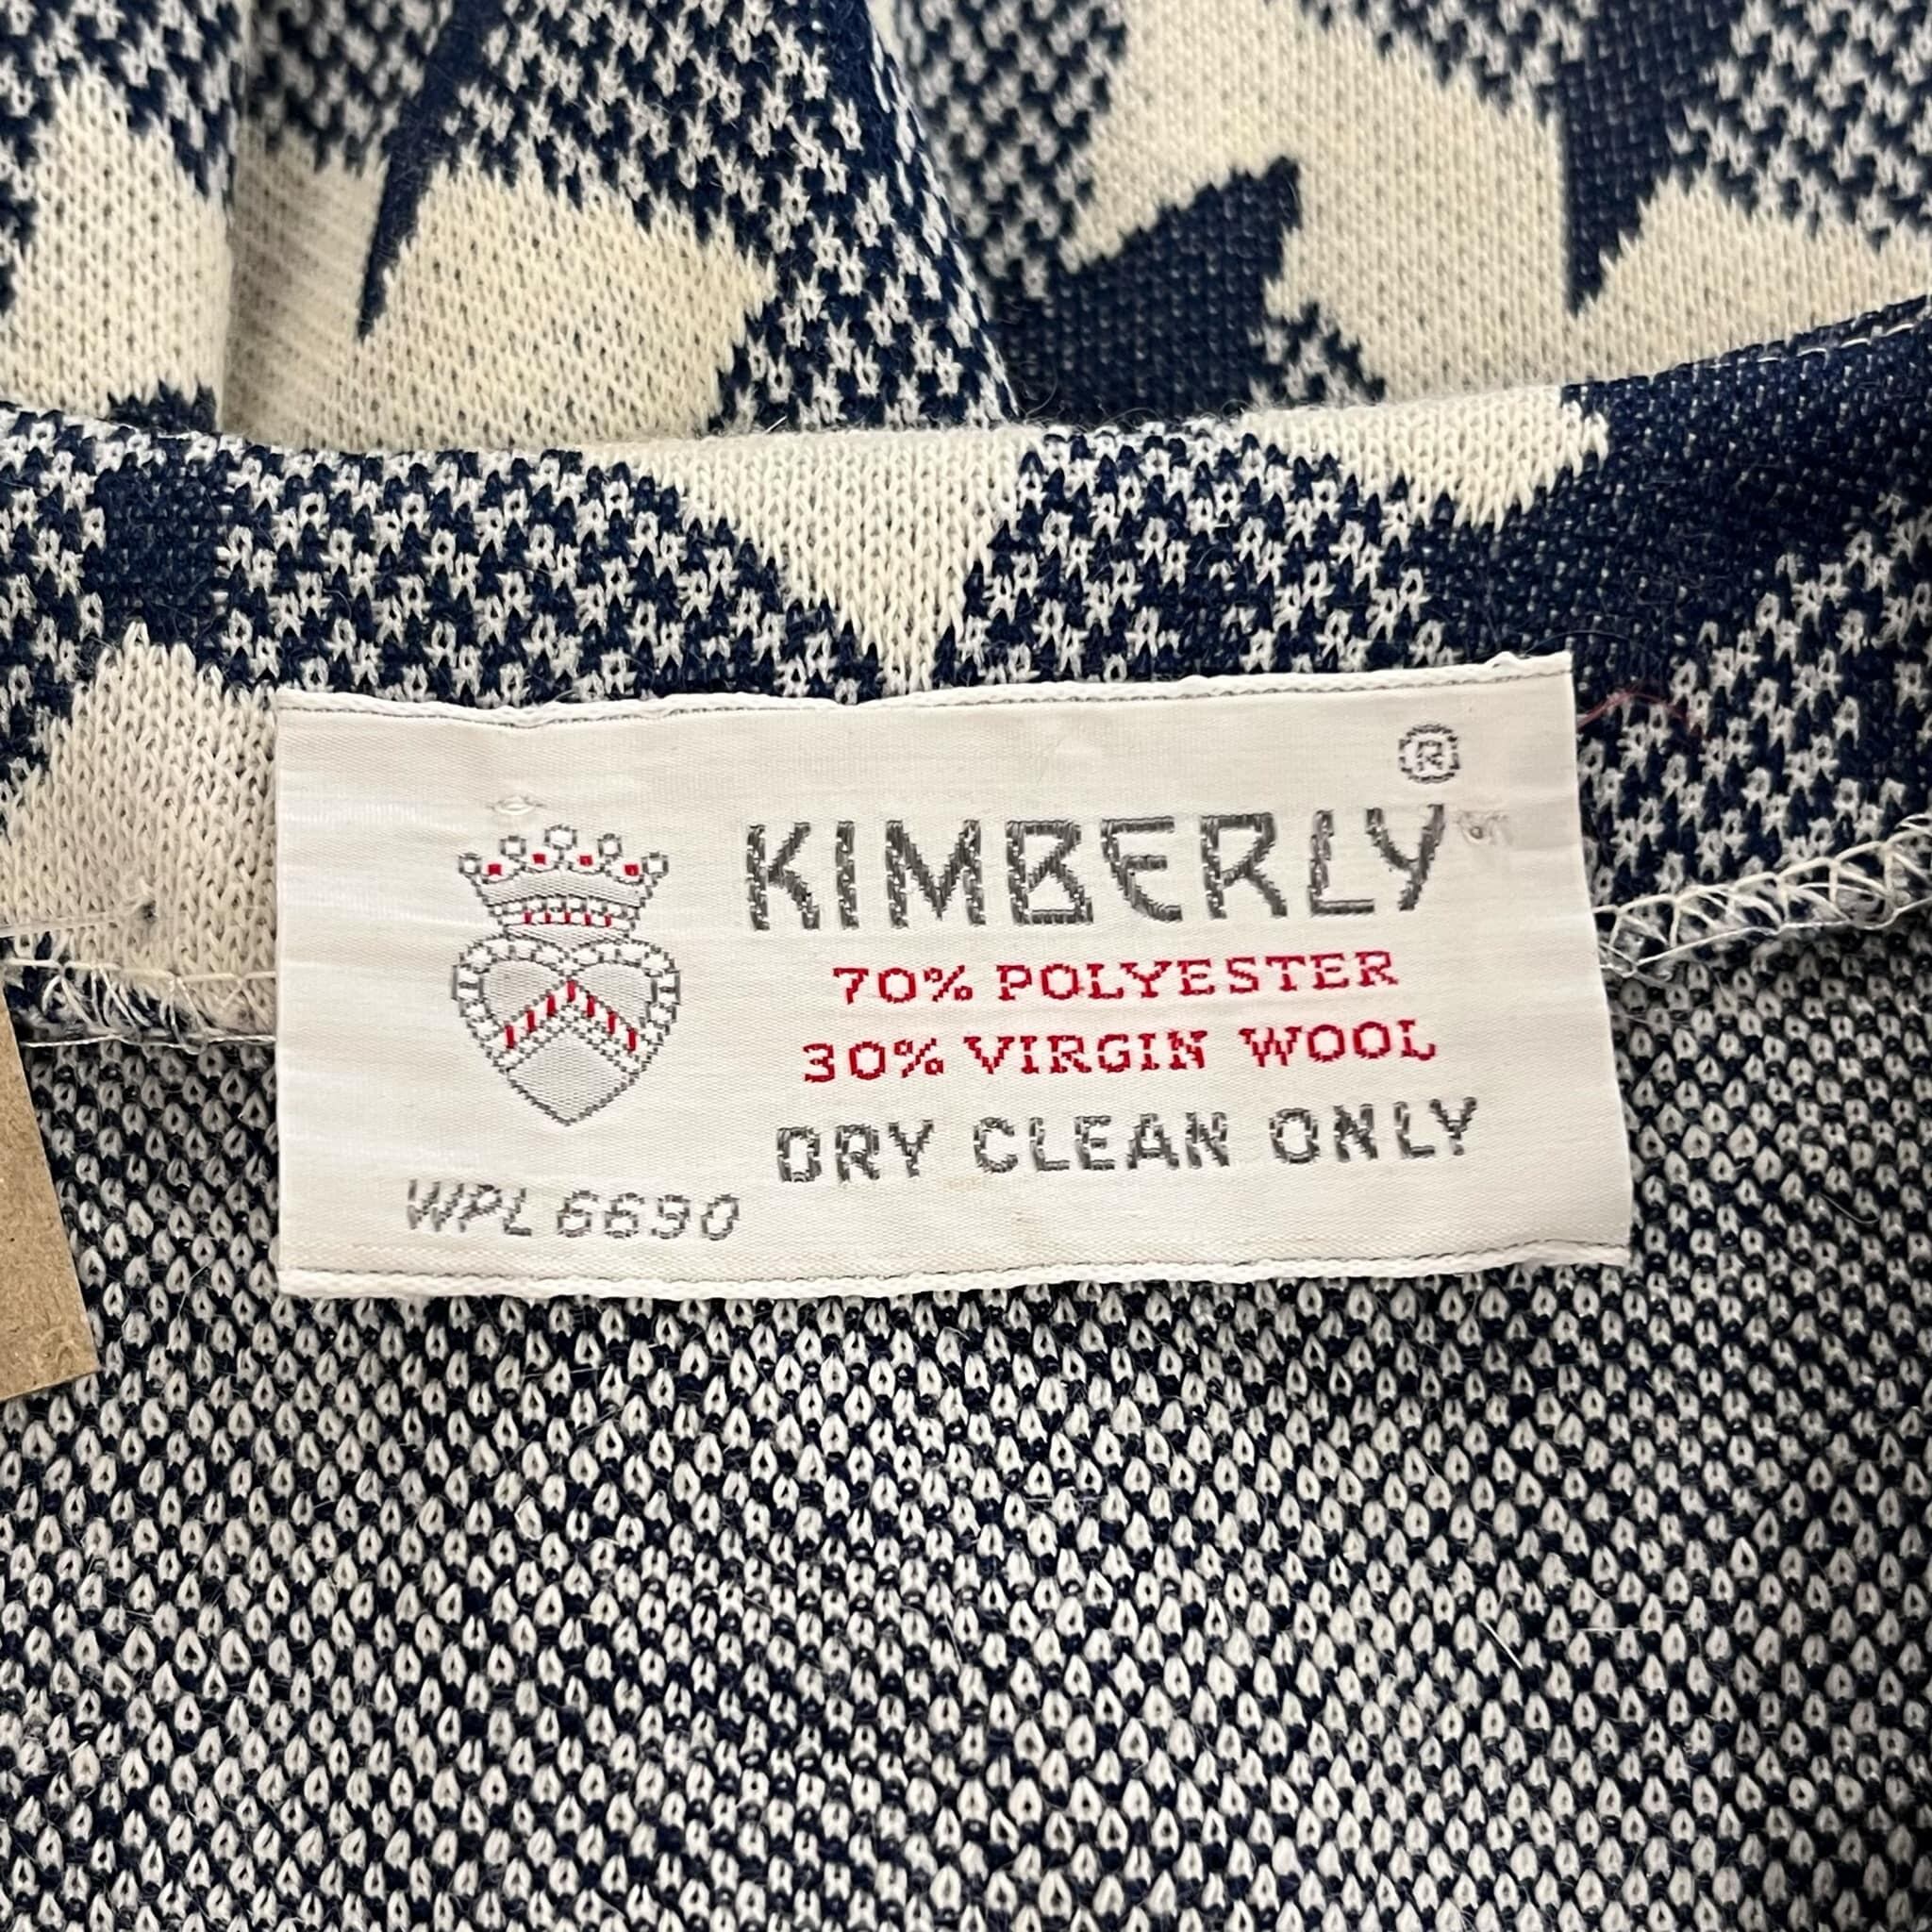 ®
KIMBERLY
70% POLYESTER
30% VIRGIN WOOL
DRY CLEAN ONLY
WPL 6690